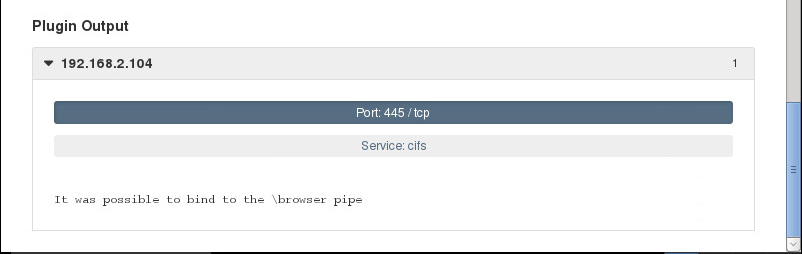 Plugin Output
192.168.2.104 1
Port: 445 / tcp
Service: cifs
It was possible to bind to the \browser pipe